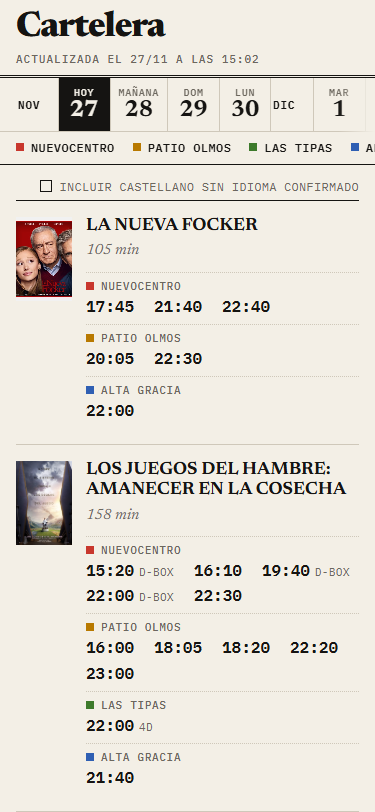 Cartelera
ACTUALIZADA EL 27/11 A LAS 15:02
NOV HOY 27 MAÑANA 28 DOM 29 LUN 30 DIC MAR 1
NUEVOCENTRO PATIO OLMOS LAS TIPAS
INCLUIR CASTELLANO SIN IDIOMA CONFIRMADO
LA NUEVA FOCKER
105 min
NUEVOCENTRO
17:45 21:40 22:40
PATIO OLMOS
20:05 22:30
ALTA GRACIA
22:00
LOS JUEGOS DEL HAMBRE:
AMANECER EN LA COSECHA
158 min
NUEVOCENTRO
15:20 D-BOX 16:10 19:40 D-BOX
22:00 D-BOX 22:30
PATIO OLMOS
16:00 18:05 18:20 22:20
23:00
LAS TIPAS
22:00 4D
ALTA GRACIA
21:40